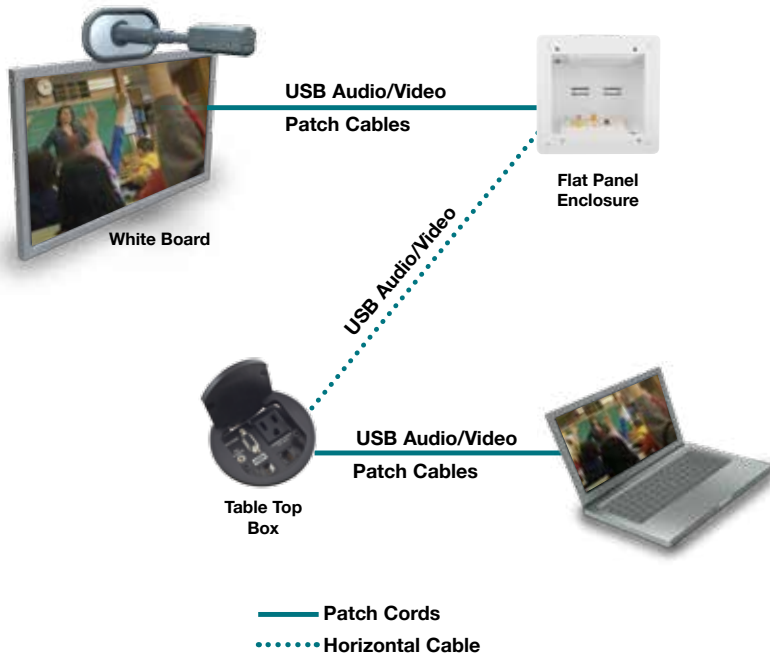 USB Audio/Video
Patch Cables
Flat Panel
Enclosure
White Board
USB Audio/Video
USB Audio/Video
Patch Cables
Table Top
Box
Patch Cords
Horizontal Cable